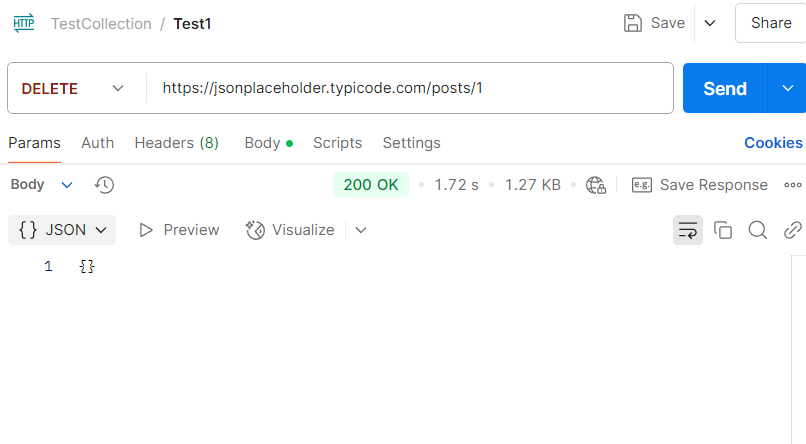 HTTP TestCollection / Test1 Save Share
DELETE https://jsonplaceholder.typicode.com/posts/1 Send
Params Auth Headers (8) Body Scripts Settings Cookies
Body 200 OK 1.72 s 1.27 KB e.g. Save Response
{} JSON Preview Visualize
1 {}